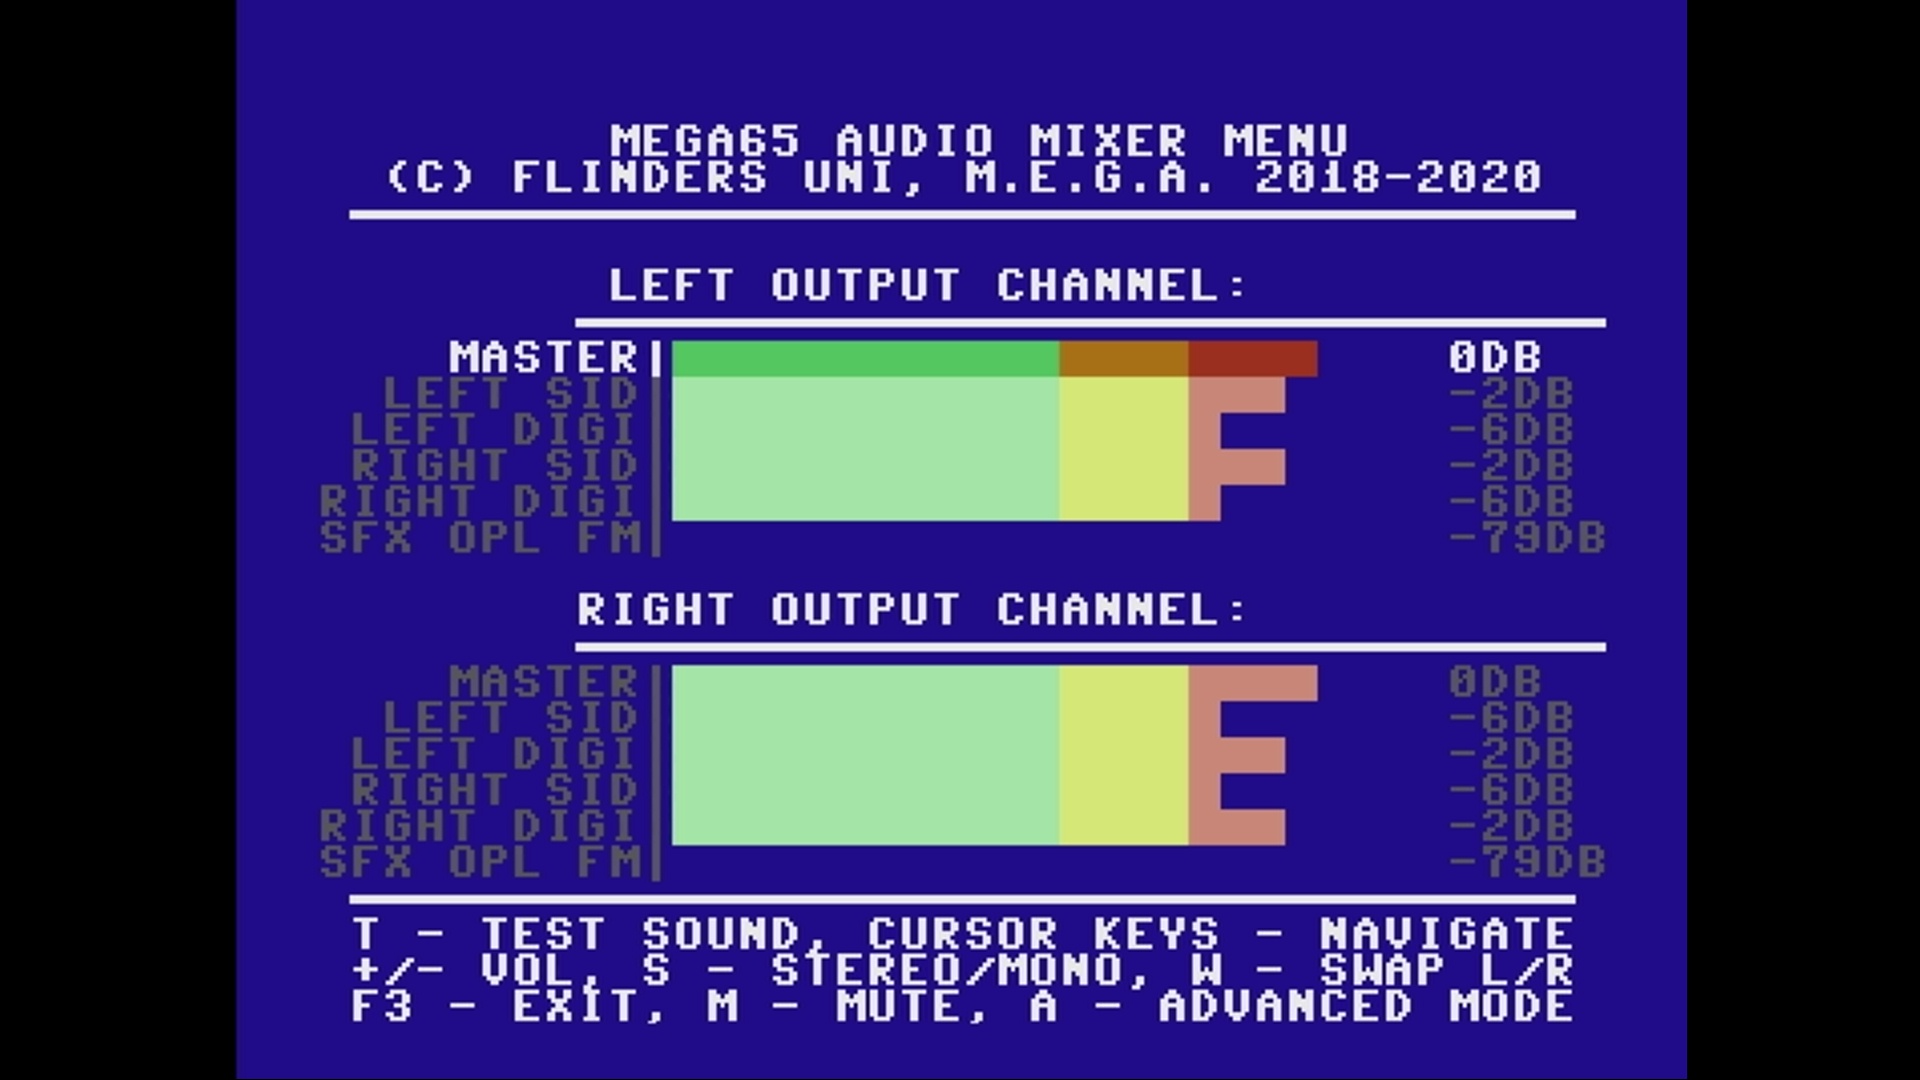 MEGA65 AUDIO MIXER MENU
(C) FLINDERS UNI, M.E.G.A. 2018-2020
LEFT OUTPUT CHANNEL:
MASTER 0DB
LEFT SID -2DB
LEFT DIGI -6DB
RIGHT SID -2DB
RIGHT DIGI -6DB
SFX OPL FM -79DB
RIGHT OUTPUT CHANNEL:
MASTER 0DB
LEFT SID -6DB
LEFT DIGI -2DB
RIGHT SID -6DB
RIGHT DIGI -2DB
SFX OPL FM -79DB
T - TEST SOUND, CURSOR KEYS - NAVIGATE
+/- VOL, S - STEREO/MONO, W - SWAP L/R
F3 - EXIT, M - MUTE, A - ADVANCED MODE